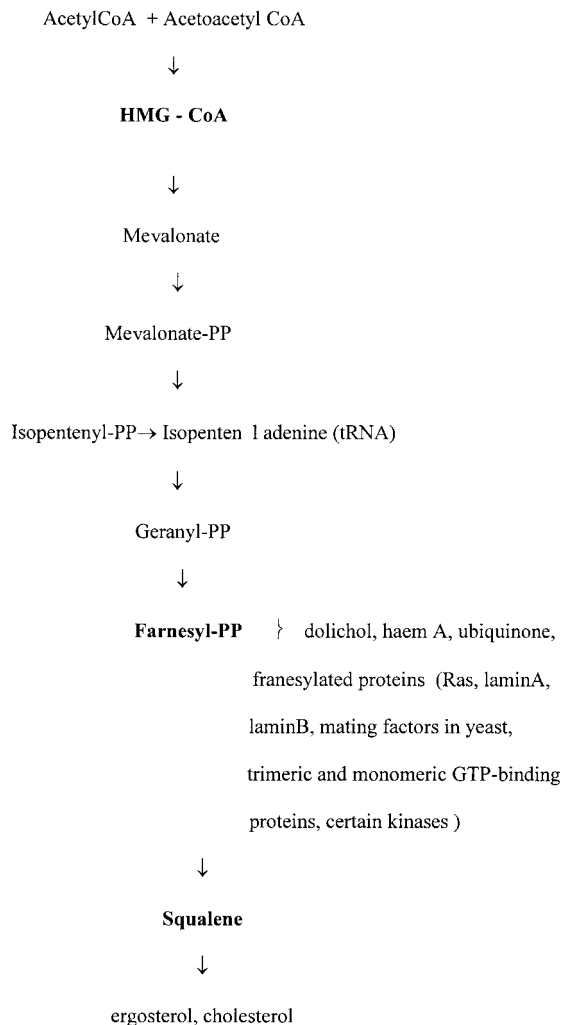 AcetylCoA + Acetoacetyl CoA
↓
HMG - CoA
↓
Mevalonate
↓
Mevalonate-PP
↓
Isopentenyl-PP→ Isopenten l adenine (tRNA)
↓
Geranyl-PP
↓
Farnesyl-PP } dolichol, haem A, ubiquinone,
franesylated proteins (Ras, laminA,
laminB, mating factors in yeast,
trimeric and monomeric GTP-binding
proteins, certain kinases )
↓
Squalene
↓
ergosterol, cholesterol